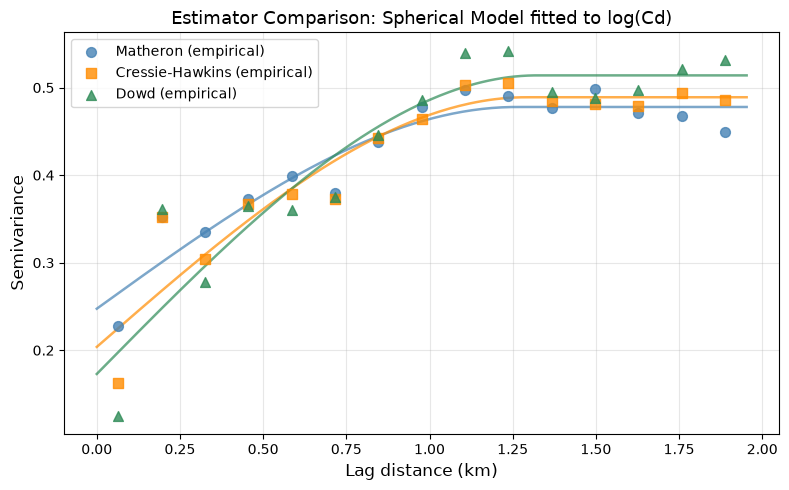 Estimator Comparison: Spherical Model fitted to log(Cd)
Matheron (empirical)
Cressie-Hawkins (empirical)
Dowd (empirical)
Semivariance
0.5
0.4
0.3
0.2
0.00 0.25 0.50 0.75 1.00 1.25 1.50 1.75 2.00
Lag distance (km)